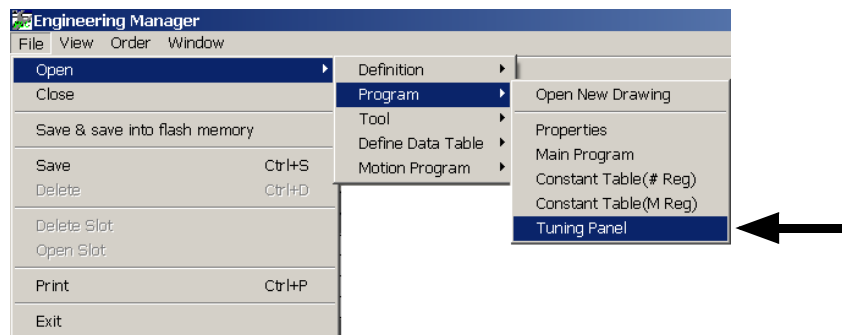 Engineering Manager
File View Order Window
Open
Close
Save & save into flash memory
Save Ctrl+S
Delete Ctrl+D
Delete Slot
Open Slot
Print Ctrl+P
Exit
Definition
Program
Tool
Define Data Table
Motion Program
Open New Drawing
Properties
Main Program
Constant Table(# Reg)
Constant Table(M Reg)
Tuning Panel